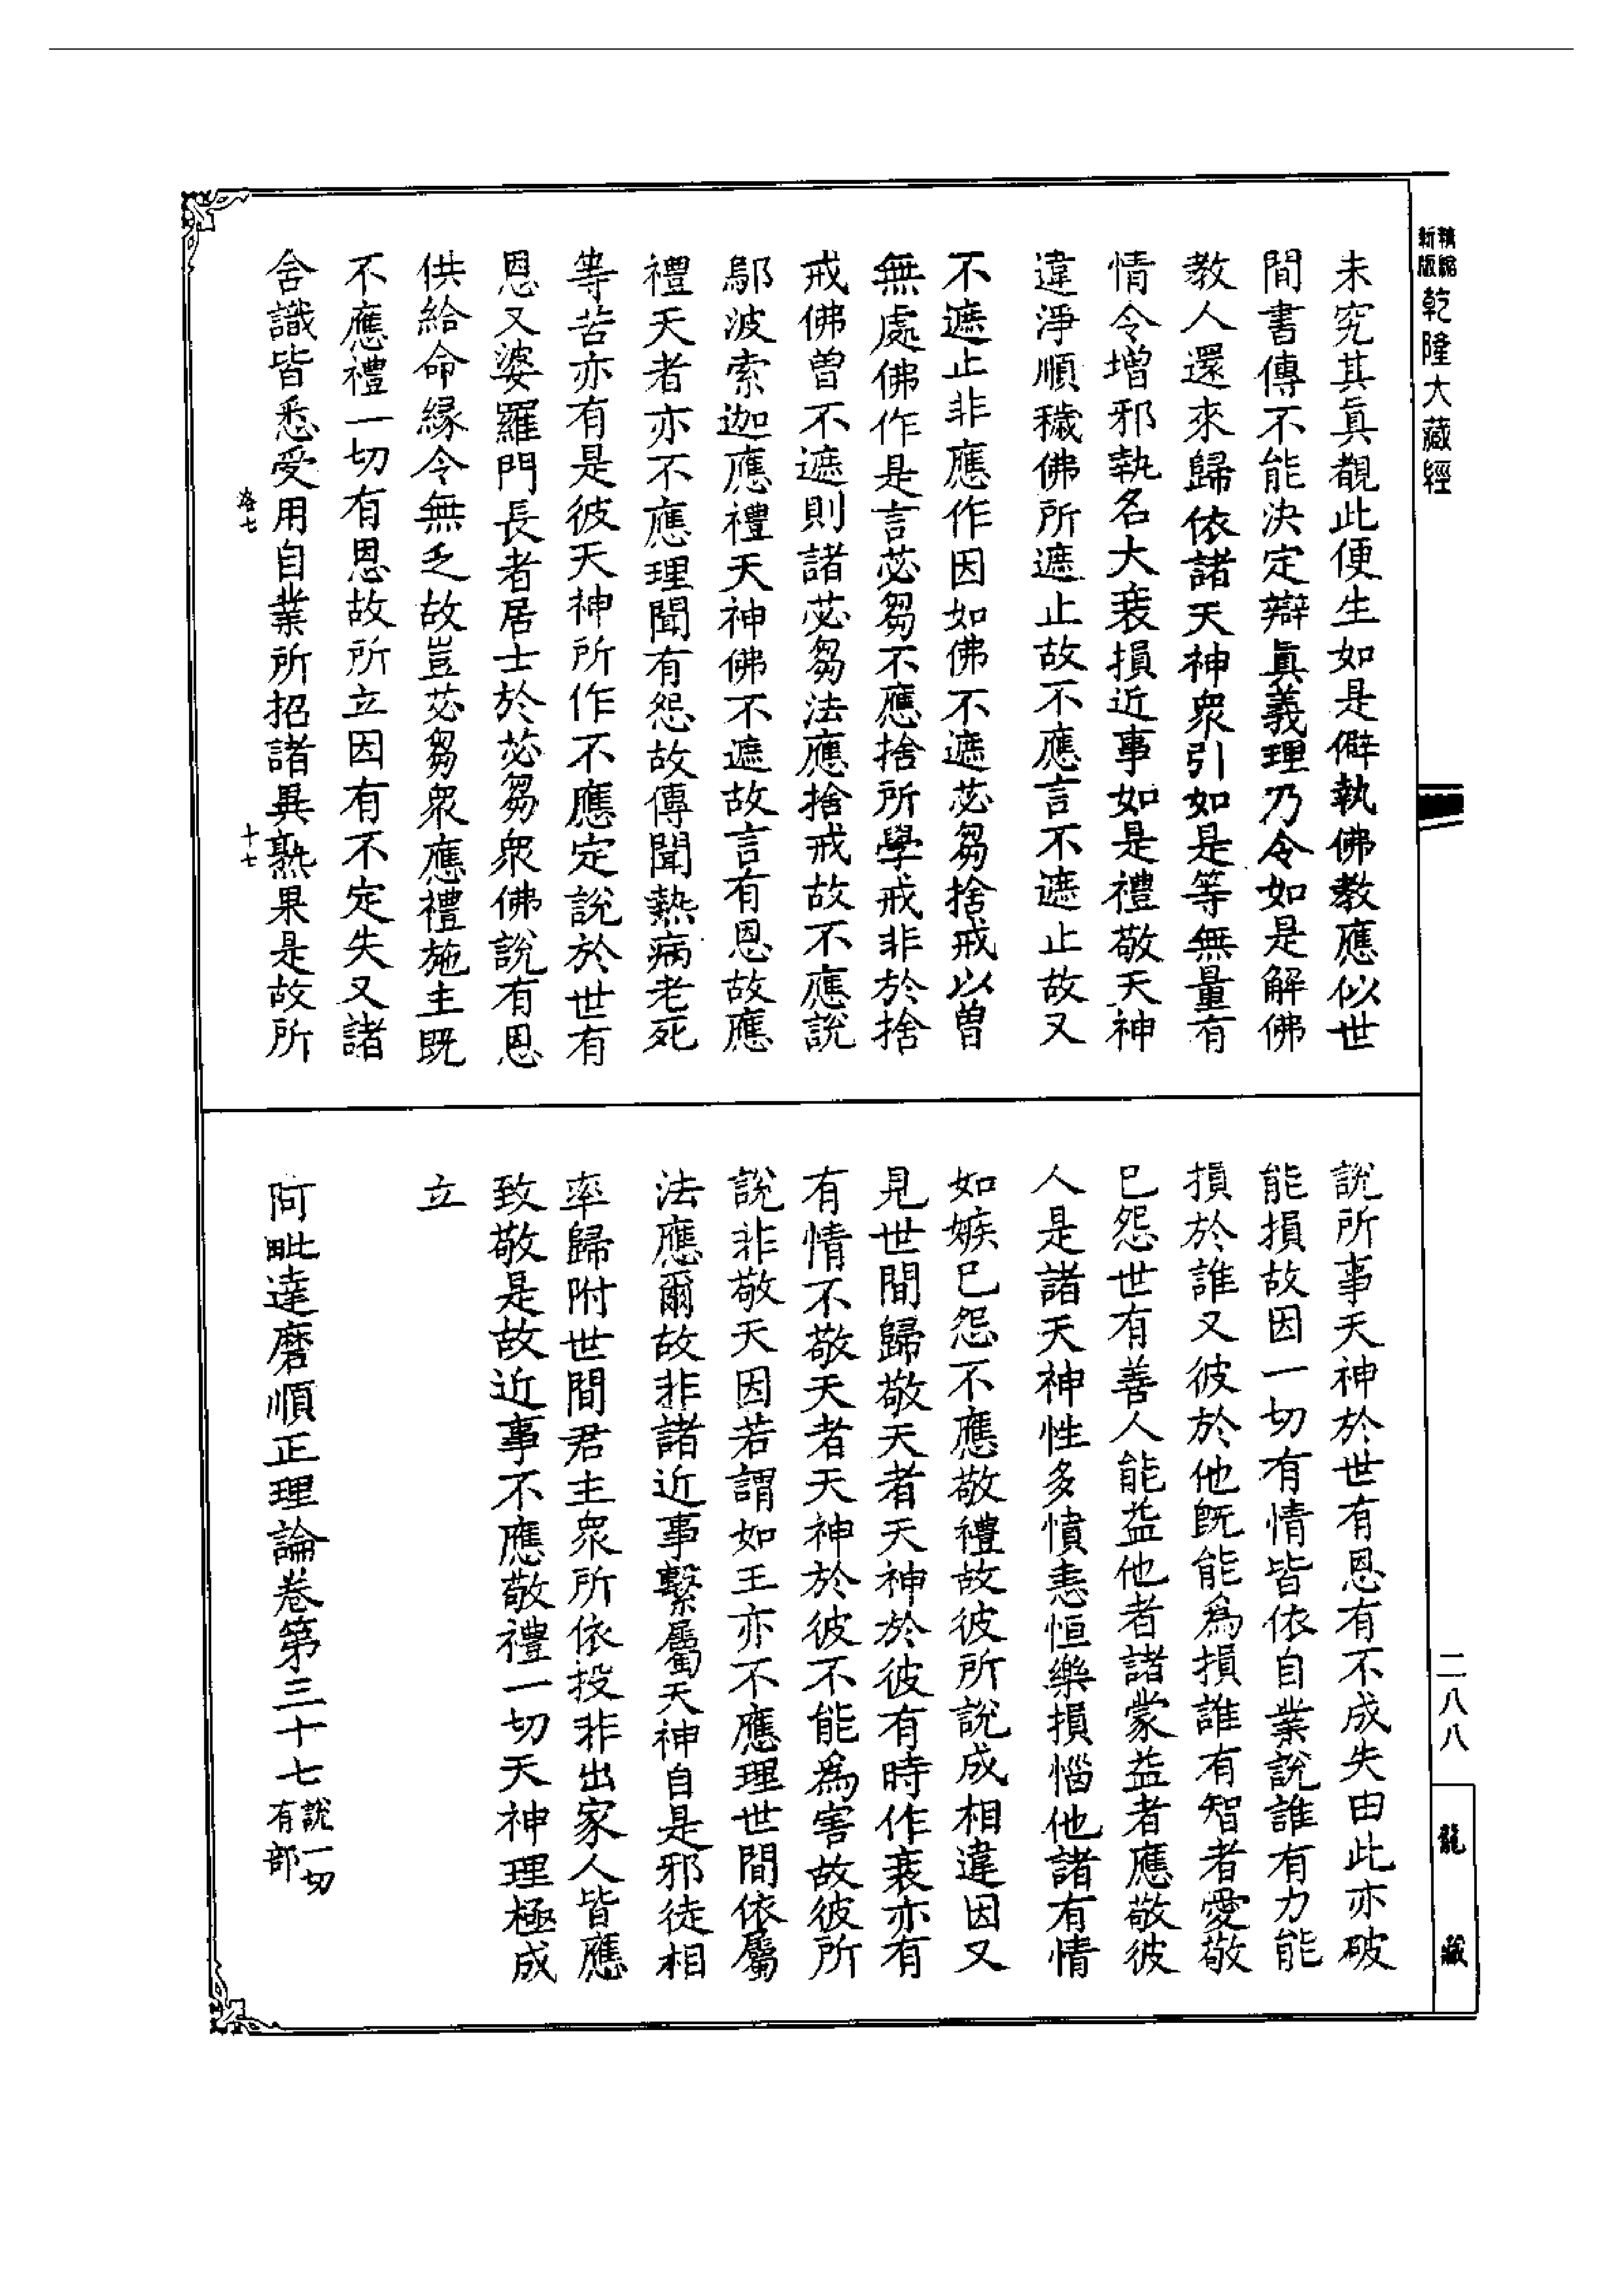 新版
精縮
乾隆大藏經
未究其眞覩此便生如是僻執佛教應似世
間書傳不能決定辯眞義理乃令如是解佛
教人還來歸依諸天神衆引如是等無量有
情令增邪執名大衰損近事如是禮敬天神
違淨順穢佛所遮止故不應言不遮止故又
不遮止非應作因如佛不遮苾芻捨戒以曾
無處佛作是言苾芻不應捨所學戒非於捨
戒佛曾不遮則諸苾芻法應捨戒故不應說
鄔波索迦應禮天神佛不遮故言有恩故應
禮天者亦不應理聞有怨故傳聞熱病老死
等苦亦有是彼天神所作不應定說於世有
恩又婆羅門長者居士於苾芻衆佛說有恩
供給命緣令無乏故豈苾芻衆應禮施主既
不應禮一切有恩故所立因有不定失又諸
含識皆悉受用自業所招諸異熟果是故所
十七
說所事天神於世有恩有不成失由此亦破
能損故因一切有情皆依自業說誰有力能
損於誰又彼於他既能爲損誰有智者愛敬
已怨世有善人能益他者諸蒙益者應敬彼
人是諸天神性多憤恚恒樂損惱他諸有情
如嫉已怨不應敬禮故彼所說成相違因又
見世間歸敬天者天神於彼有時作衰亦有
有情不敬天者天神於彼不能爲害故彼所
說非敬天因若謂如王亦不應理世間依屬
法應爾故非諸近事繫屬天神自是邪徒相
率歸附世間君主衆所依投非出家人皆應
致敬是故近事不應敬禮一切天神理極成
立
阿毗達磨順正理論卷第三十七說一切有部
二八八
龍藏